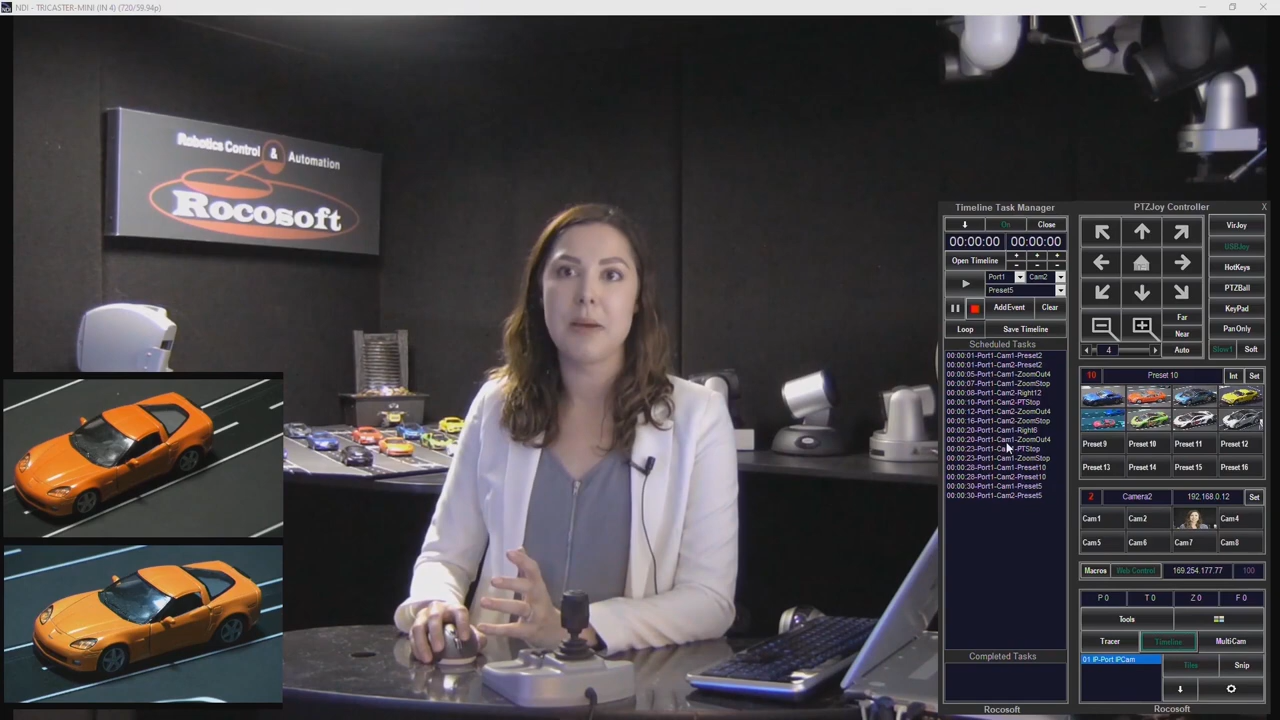 NDI - TRICASTER-MINI (IN 4) (720/59.94p)
Robotics Control & Automation
Rocosoft
Timeline Task Manager
On
Close
00:00:00 00:00:00
Open Timeline
+ + +
- - -
Port1 Cam2
Preset5
AddEvent
Clear
Loop
Save Timeline
Scheduled Tasks
00:00:01-Port1-Cam1-Preset2
00:00:01-Port1-Cam2-Preset2
00:00:05-Port1-Cam1-ZoomOut4
00:00:07-Port1-Cam1-ZoomStop
00:00:08-Port1-Cam2-Right12
00:00:10-Port1-Cam2-PTStop
00:00:12-Port1-Cam2-ZoomOut4
00:00:16-Port1-Cam2-ZoomStop
00:00:20-Port1-Cam1-Right6
00:00:20-Port1-Cam1-ZoomOut4
00:00:23-Port1-Cam1-PTStop
00:00:23-Port1-Cam1-ZoomStop
00:00:28-Port1-Cam1-Preset10
00:00:28-Port1-Cam2-Preset10
00:00:30-Port1-Cam1-Preset5
00:00:30-Port1-Cam2-Preset5
Completed Tasks
Rocosoft
PTZJoy Controller
X
VirJoy
USBJoy
HotKeys
PTZBall
KeyPad
Far
PanOnly
Near
4
Auto
Slow1
Soft
10
Preset 10
Int
Set
Preset 9 Preset 10 Preset 11 Preset 12
Preset 13 Preset 14 Preset 15 Preset 16
2
Camera2
192.168.0.12
Set
Cam1 Cam2 Cam4
Cam5 Cam6 Cam7 Cam8
Macros
Web Control
169.254.177.77
100
P 0 T 0 Z 0 F 0
Tools
Tracer
Timeline
MultiCam
01 IP-Port IPCam
Tiles
Snip
Rocosoft